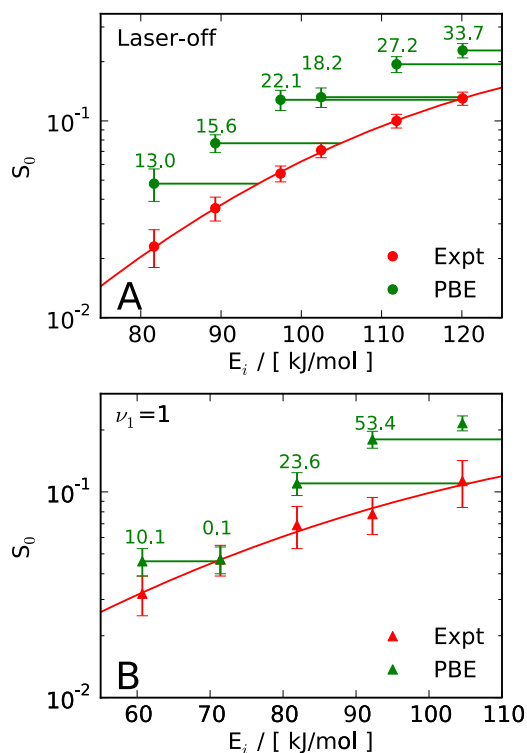 Laser-off
33.7
27.2
18.2
22.1
15.6
13.0
10⁻¹
S₀
Expt
PBE
A
10⁻²
80 90 100 110 120
E_i / [ kJ/mol ]
ν₁=1
53.4
23.6
0.1
10.1
10⁻¹
S₀
Expt
PBE
B
10⁻²
60 70 80 90 100 110
E_i / [ kJ/mol ]